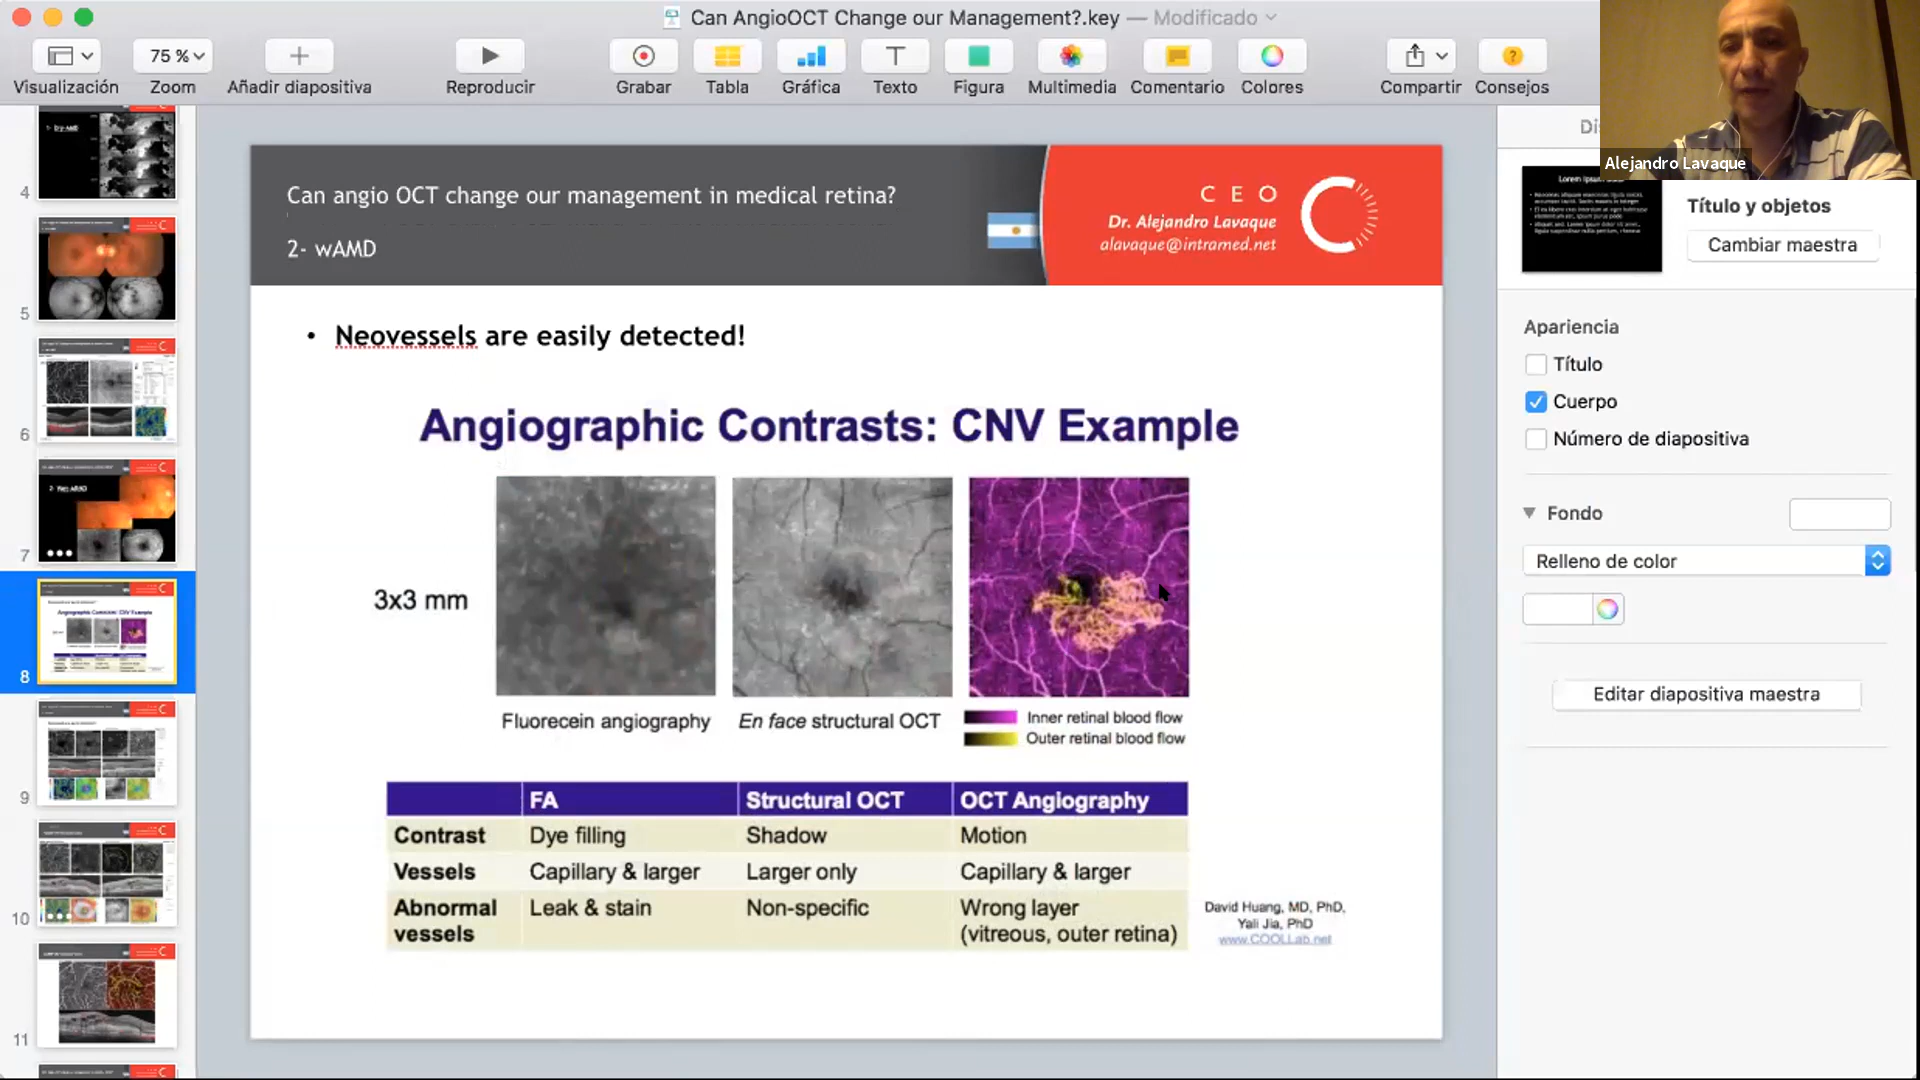 Can AngioOCT Change our Management?.key — Modificado
75 %
Visualización
Zoom
Añadir diapositiva
Reproducir
Grabar
Tabla
Gráfica
Texto
Figura
Multimedia
Comentario
Colores
Compartir
Consejos
Alejandro Lavaque
4
5
6
7
8
9
10
11
Can angio OCT change our management in medical retina?
2- wAMD
CEO
Dr. Alejandro Lavaque
alavaque@intramed.net
• Neovessels are easily detected!
Angiographic Contrasts: CNV Example
3x3 mm
Fluorecein angiography
En face structural OCT
Inner retinal blood flow
Outer retinal blood flow
FA Structural OCT OCT Angiography
Contrast Dye filling Shadow Motion
Vessels Capillary & larger Larger only Capillary & larger
Abnormal vessels Leak & stain Non-specific Wrong layer
(vitreous, outer retina)
David Huang, MD, PhD,
Yali Jia, PhD
www.COOLLab.net
Título y objetos
Cambiar maestra
Apariencia
Título
Cuerpo
Número de diapositiva
Fondo
Relleno de color
Editar diapositiva maestra